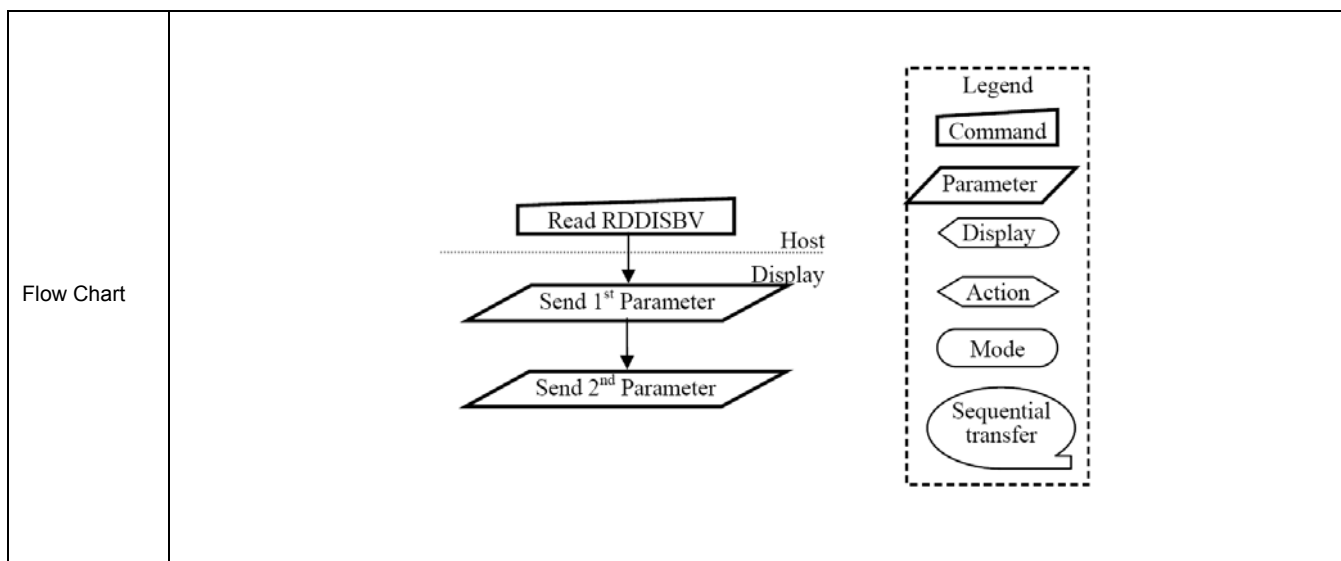 Flow Chart
Read RDDISBV
Host
Display
Send 1st Parameter
Send 2nd Parameter
Legend
Command
Parameter
Display
Action
Mode
Sequential
transfer